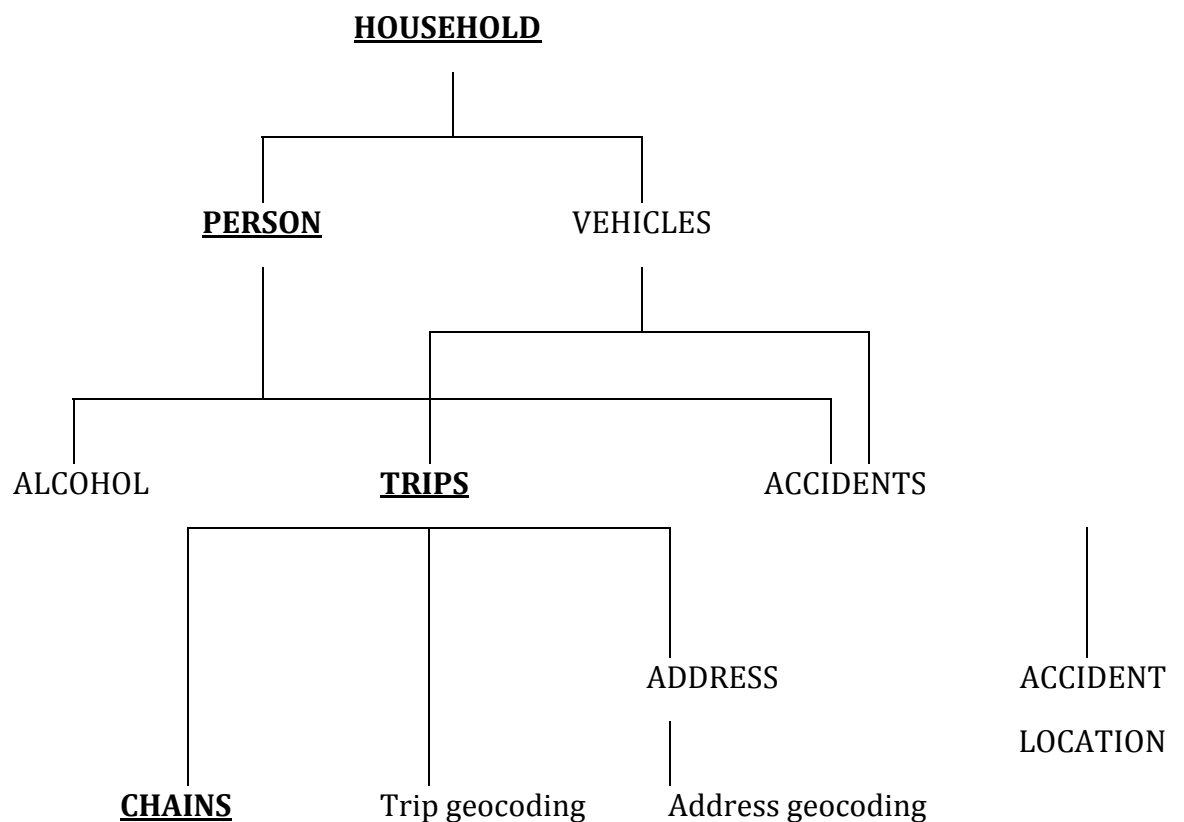 HOUSEHOLD
PERSON VEHICLES
ALCOHOL TRIPS ACCIDENTS
ADDRESS ACCIDENT
LOCATION
CHAINS Trip geocoding Address geocoding